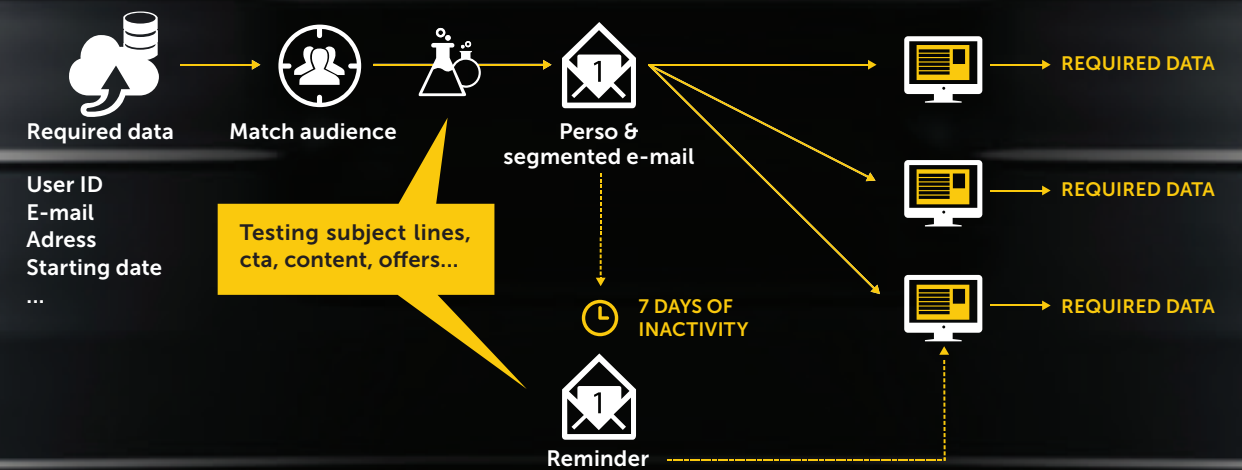 Required data
Match audience
1
Perso &
segmented e-mail
REQUIRED DATA
User ID
E-mail
Adress
Starting date
...
Testing subject lines,
cta, content, offers...
REQUIRED DATA
7 DAYS OF
INACTIVITY
REQUIRED DATA
1
Reminder